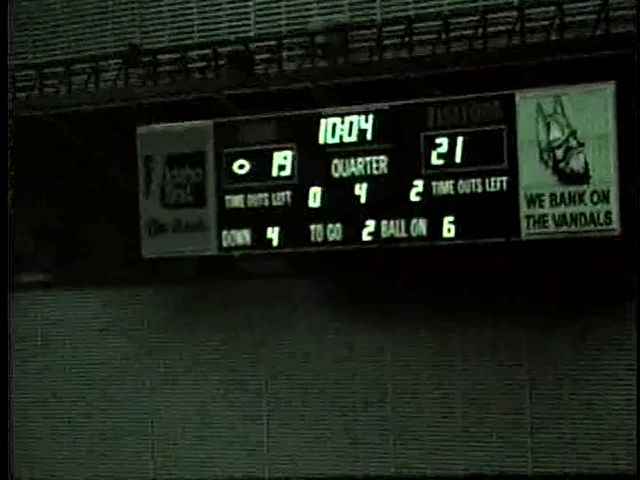 10:04
19 QUARTER 21
TIME OUTS LEFT 0 4 2 TIME OUTS LEFT
DOWN 4 TO GO 2 BALL ON 6
WE BANK ON
THE VANDALS